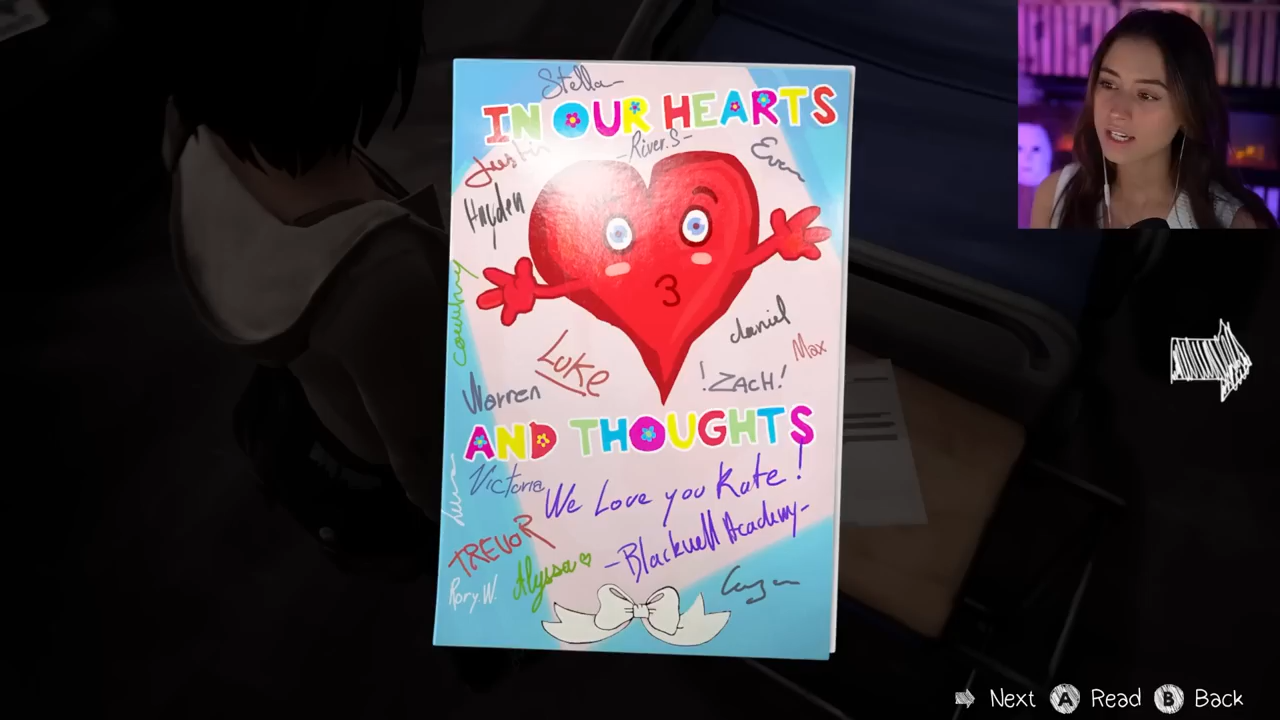 Stella
IN OUR HEARTS
Justin
-River.S-
Evan
Hayden
Courtney
daniel
Max
Luke
!ZACH!
Warren
AND THOUGHTS
Victoria
We Love you Kate!
TREVOR
-Blackwell Academy-
Alyssa
Rory.W.
Next A Read B Back